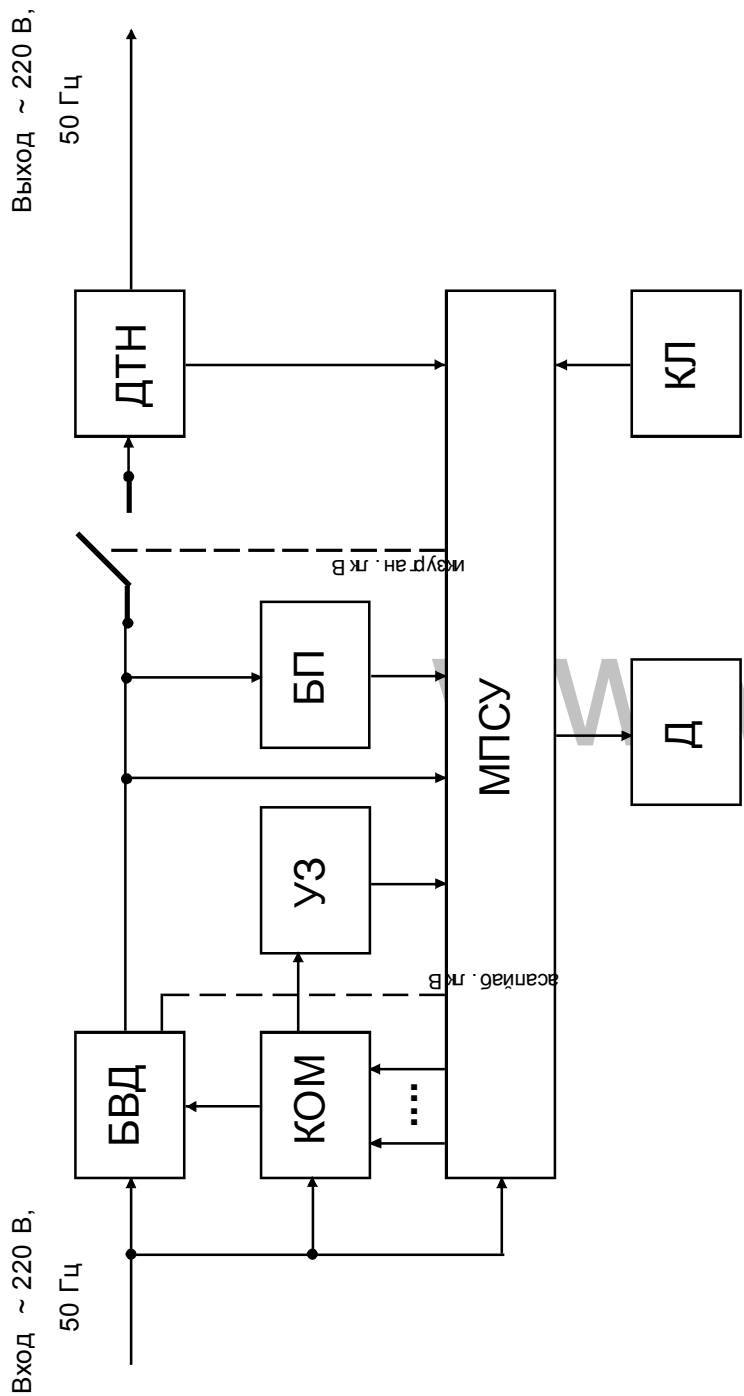 Вход ~ 220 В,
50 Гц
Выход ~ 220 В,
50 Гц
БВД
ДТН
КОМ
УЗ
БП
Вкл. байпаса
Вкл. нагрузки
МПСУ
Д
КЛ
....
W